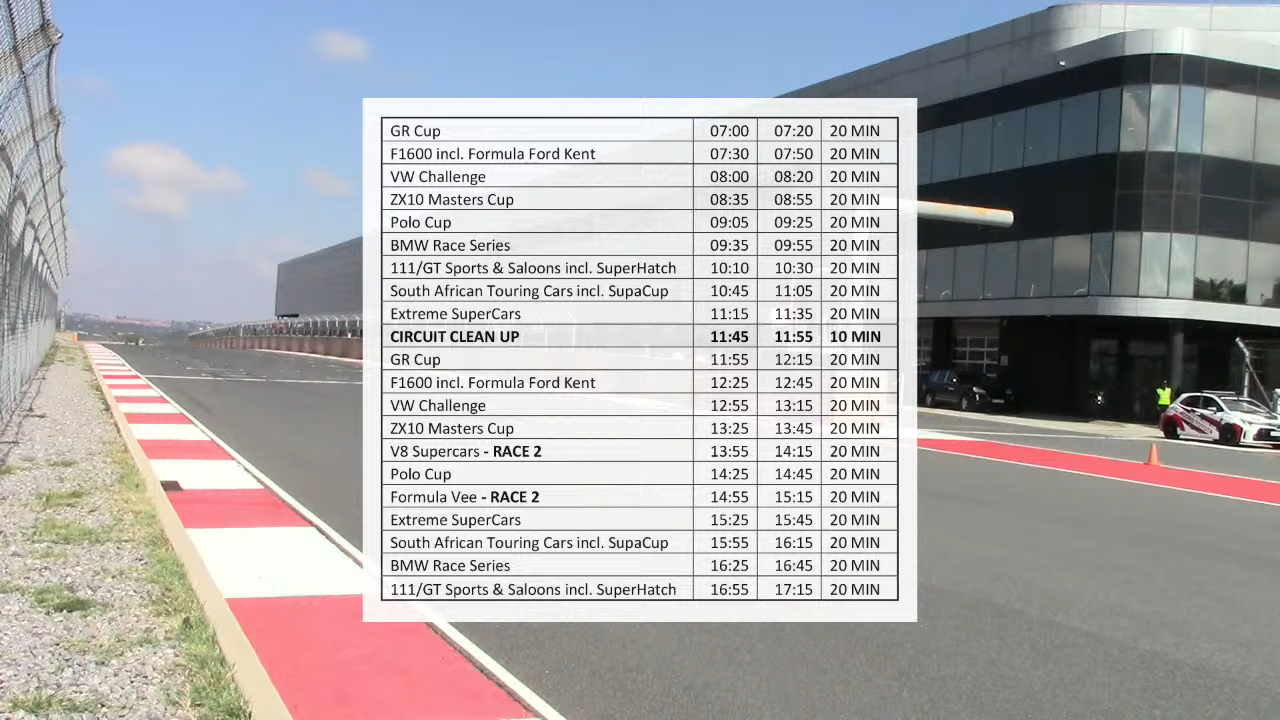 GR Cup 07:00 07:20 20 MIN
F1600 incl. Formula Ford Kent 07:30 07:50 20 MIN
VW Challenge 08:00 08:20 20 MIN
ZX10 Masters Cup 08:35 08:55 20 MIN
Polo Cup 09:05 09:25 20 MIN
BMW Race Series 09:35 09:55 20 MIN
111/GT Sports & Saloons incl. SuperHatch 10:10 10:30 20 MIN
South African Touring Cars incl. SupaCup 10:45 11:05 20 MIN
Extreme SuperCars 11:15 11:35 20 MIN
CIRCUIT CLEAN UP 11:45 11:55 10 MIN
GR Cup 11:55 12:15 20 MIN
F1600 incl. Formula Ford Kent 12:25 12:45 20 MIN
VW Challenge 12:55 13:15 20 MIN
ZX10 Masters Cup 13:25 13:45 20 MIN
V8 Supercars - RACE 2 13:55 14:15 20 MIN
Polo Cup 14:25 14:45 20 MIN
Formula Vee - RACE 2 14:55 15:15 20 MIN
Extreme SuperCars 15:25 15:45 20 MIN
South African Touring Cars incl. SupaCup 15:55 16:15 20 MIN
BMW Race Series 16:25 16:45 20 MIN
111/GT Sports & Saloons incl. SuperHatch 16:55 17:15 20 MIN